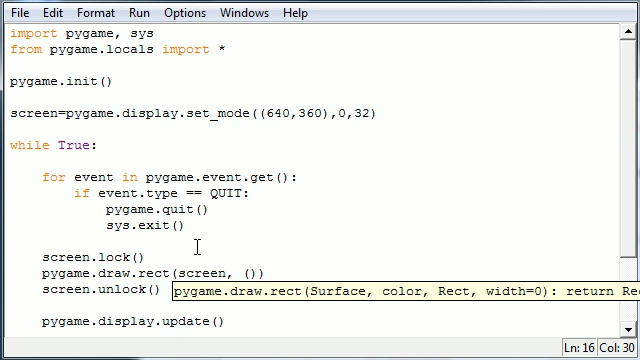 File Edit Format Run Options Windows Help
import pygame, sys
from pygame.locals import *
pygame.init()
screen=pygame.display.set_mode((640,360),0,32)
while True:
for event in pygame.event.get():
if event.type == QUIT:
pygame.quit()
sys.exit()
screen.lock()
pygame.draw.rect(screen, ())
screen.unlock()
pygame.draw.rect(Surface, color, Rect, width=0): return Re
pygame.display.update()
Ln: 16 Col: 30